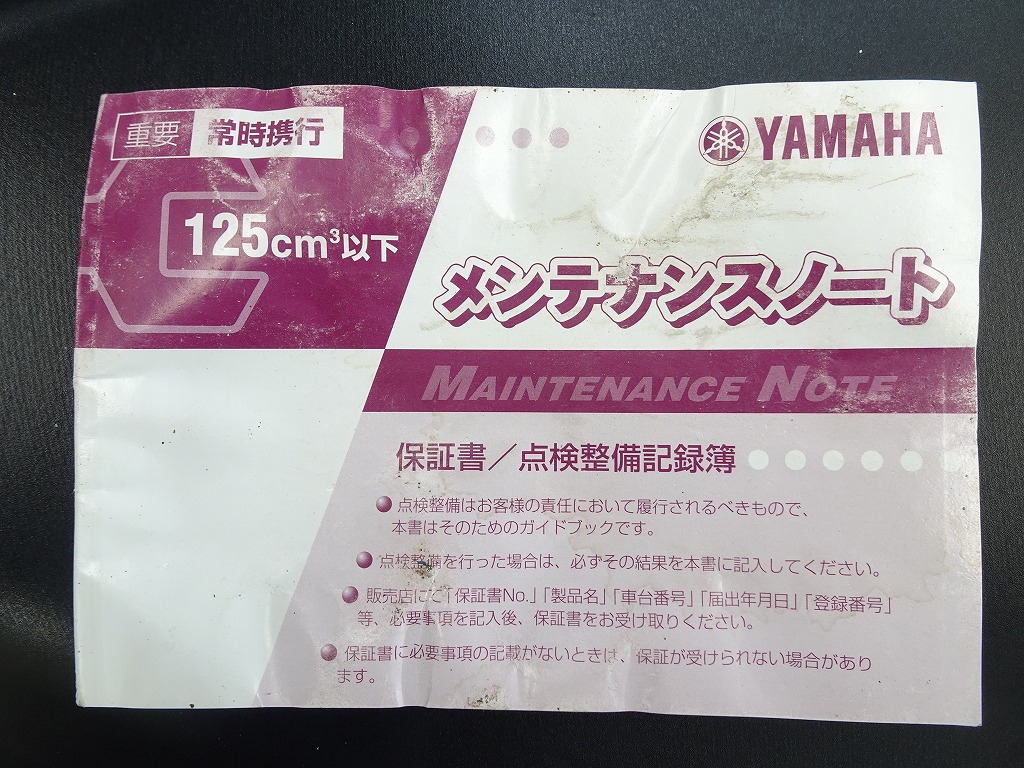 重要 常時携行
YAMAHA
125cm³以下
メンテナンスノート
MAINTENANCE NOTE
保証書／点検整備記録簿
点検整備はお客様の責任において履行されるべきもので、
本書はそのためのガイドブックです。
点検整備を行った場合は、必ずその結果を本書に記入してください。
販売店にて「保証書No.」「製品名」「車台番号」「届出年月日」「登録番号」
等、必要事項を記入後、保証書をお受け取りください。
保証書に必要事項の記載がないときは、保証が受けられない場合があり
ます。